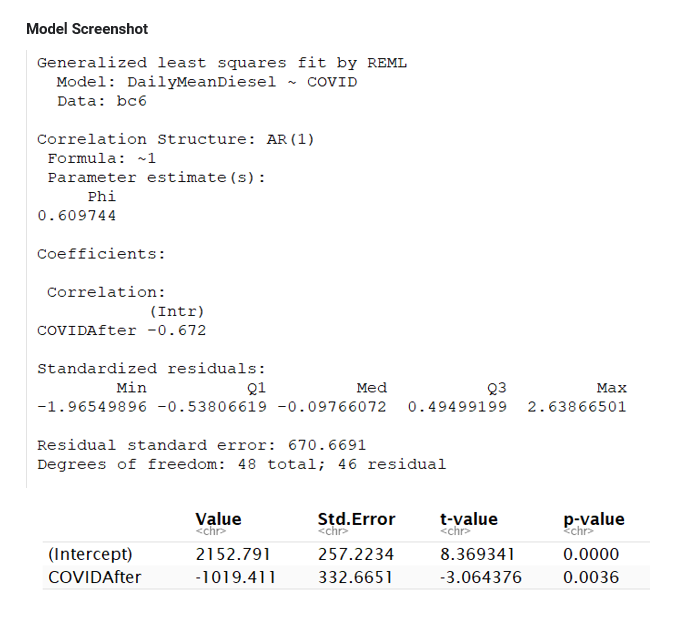 Model Screenshot
Generalized least squares fit by REML
Model: DailyMeanDiesel ~ COVID
Data: bc6
Correlation Structure: AR(1)
Formula: ~1
Parameter estimate(s):
Phi
0.609744
Coefficients:
Correlation:
(Intr)
COVIDAfter -0.672
Standardized residuals:
Min Q1 Med Q3 Max
-1.96549896 -0.53806619 -0.09766072 0.49499199 2.63866501
Residual standard error: 670.6691
Degrees of freedom: 48 total; 46 residual
Value Std.Error t-value p-value
<chr> <chr> <chr> <chr>
(Intercept) 2152.791 257.2234 8.369341 0.0000
COVIDAfter -1019.411 332.6651 -3.064376 0.0036